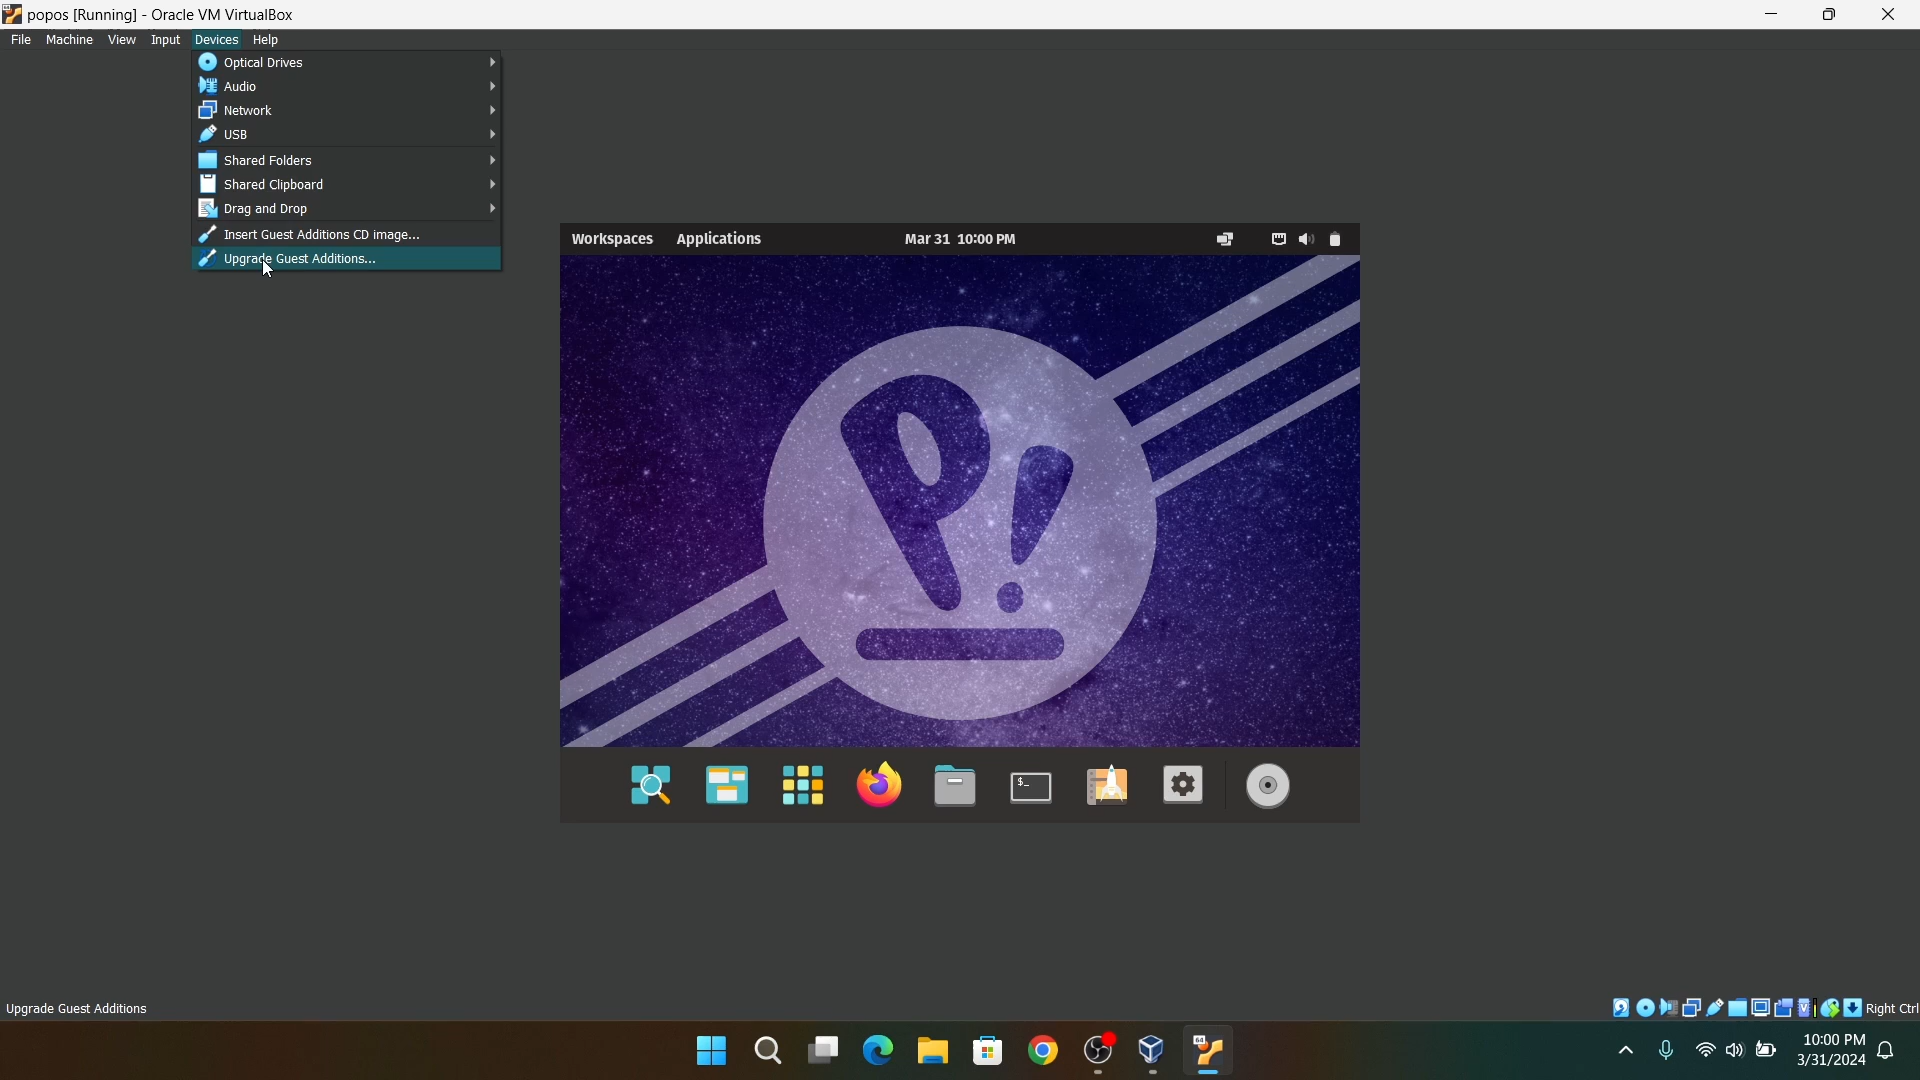 popos [Running] - Oracle VM VirtualBox
File Machine View Input Devices Help
Optical Drives
Audio
Network
USB
Shared Folders
Shared Clipboard
Drag and Drop
Insert Guest Additions CD image...
Upgrade Guest Additions...
Workspaces Applications Mar 31 10:00 PM
P!
$_
Upgrade Guest Additions
Right Ctrl
64
10:00 PM
3/31/2024